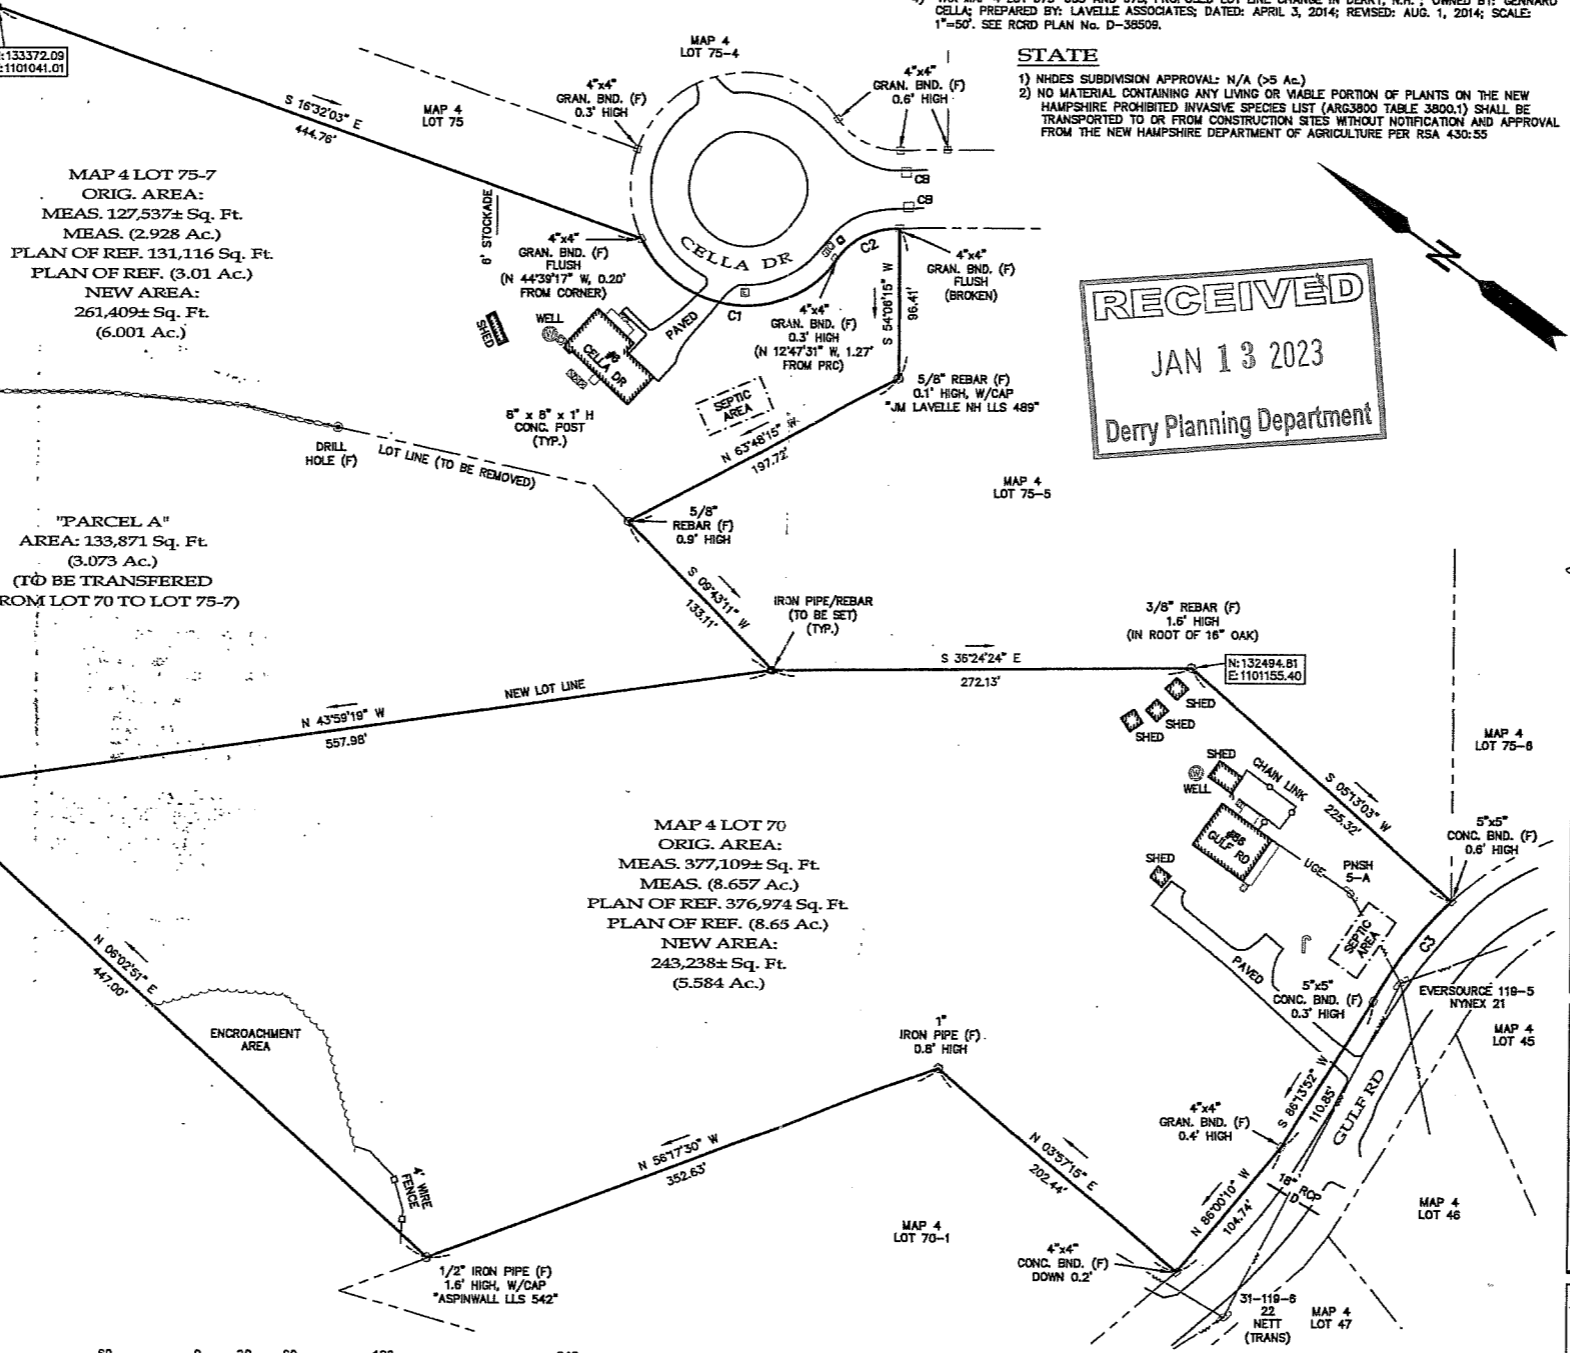 CELLA; PREPARED BY: LAVELLE ASSOCIATES; DATED: APRIL 3, 2014; REVISED: AUG. 1, 2014; SCALE:
1"=50'. SEE RCRD PLAN No. D-38509.
STATE
1) NHDES SUBDIVISION APPROVAL: N/A (>5 Ac.)
2) NO MATERIAL CONTAINING ANY LIVING OR VIABLE PORTION OF PLANTS ON THE NEW
HAMPSHIRE PROHIBITED INVASIVE SPECIES LIST (ARG3800 TABLE 3800.1) SHALL BE
TRANSPORTED TO OR FROM CONSTRUCTION SITES WITHOUT NOTIFICATION AND APPROVAL
FROM THE NEW HAMPSHIRE DEPARTMENT OF AGRICULTURE PER RSA 430:55
:133372.09
:1101041.01
S 16°32'03" E
444.76'
MAP 4
LOT 75
MAP 4
LOT 75-4
4"x4"
GRAN. BND. (F)
0.3' HIGH
4"x4"
GRAN. BND. (F)
0.6' HIGH
CB
CB
MAP 4 LOT 75-7
ORIG. AREA:
MEAS. 127,537± Sq. Ft.
MEAS. (2.928 Ac.)
PLAN OF REF. 131,116 Sq. Ft.
PLAN OF REF. (3.01 Ac.)
NEW AREA:
261,409± Sq. Ft.
(6.001 Ac.)
6' STOCKADE
4"x4"
GRAN. BND. (F)
FLUSH
(N 44°39'17" W, 0.20'
FROM CORNER)
CELLA DR
C2
C1
4"x4"
GRAN. BND. (F)
FLUSH
(BROKEN)
S 54°06'15" W
96.41'
4"x4"
GRAN. BND. (F)
0.3' HIGH
(N 12°47'31" W, 1.27'
FROM PRC)
SHED
WELL
#6
CELLA DR
PAVED
SEPTIC
AREA
8" x 8" x 1' H
CONC. POST
(TYP.)
5/8" REBAR (F)
0.1' HIGH, W/CAP
"JM LAVELLE NH LLS 489"
N 63°48'15" W
197.72'
RECEIVED
JAN 13 2023
Derry Planning Department
N
DRILL
HOLE (F)
LOT LINE (TO BE REMOVED)
MAP 4
LOT 75-5
5/8"
REBAR (F)
0.9' HIGH
"PARCEL A"
AREA: 133,871 Sq. Ft.
(3.073 Ac.)
(TO BE TRANSFERED
ROM LOT 70 TO LOT 75-7)
S 09°43'11" W
133.11'
IRON PIPE/REBAR
(TO BE SET)
(TYP.)
3/8" REBAR (F)
1.6' HIGH
(IN ROOT OF 16" OAK)
N:132494.81
E:1101155.40
S 36°24'24" E
272.13'
NEW LOT LINE
N 43°59'19" W
557.98'
SHED
SHED
SHED
SHED
WELL
CHAIN LINK
S 05°13'03" W
225.32'
MAP 4
LOT 75-6
MAP 4 LOT 70
ORIG. AREA:
MEAS. 377,109± Sq. Ft.
MEAS. (8.657 Ac.)
PLAN OF REF. 376,974 Sq. Ft.
PLAN OF REF. (8.65 Ac.)
NEW AREA:
243,238± Sq. Ft.
(5.584 Ac.)
#86
GULF RD
SHED
UGE
PNSH
5-A
5"x5"
CONC. BND. (F)
0.6' HIGH
SEPTIC
AREA
PAVED
C3
5"x5"
CONC. BND. (F)
0.3' HIGH
EVERSOURCE 119-5
NYNEX 21
MAP 4
LOT 45
N 06°02'51" E
447.00'
ENCROACHMENT
AREA
1"
IRON PIPE (F)
0.8' HIGH
S 86°13'52" W
110.85'
GULF RD
4"x4"
GRAN. BND. (F)
0.4' HIGH
N 56°17'30" W
352.63'
N 03°57'15" E
202.44'
4' WIRE
FENCE
N 86°00'10" W
104.74'
18" RCP
D
MAP 4
LOT 46
MAP 4
LOT 70-1
4"x4"
CONC. BND. (F)
DOWN 0.2'
1/2" IRON PIPE (F)
1.6' HIGH, W/CAP
"ASPINWALL LLS 542"
31-119-6
22
NETT
(TRANS)
MAP 4
LOT 47